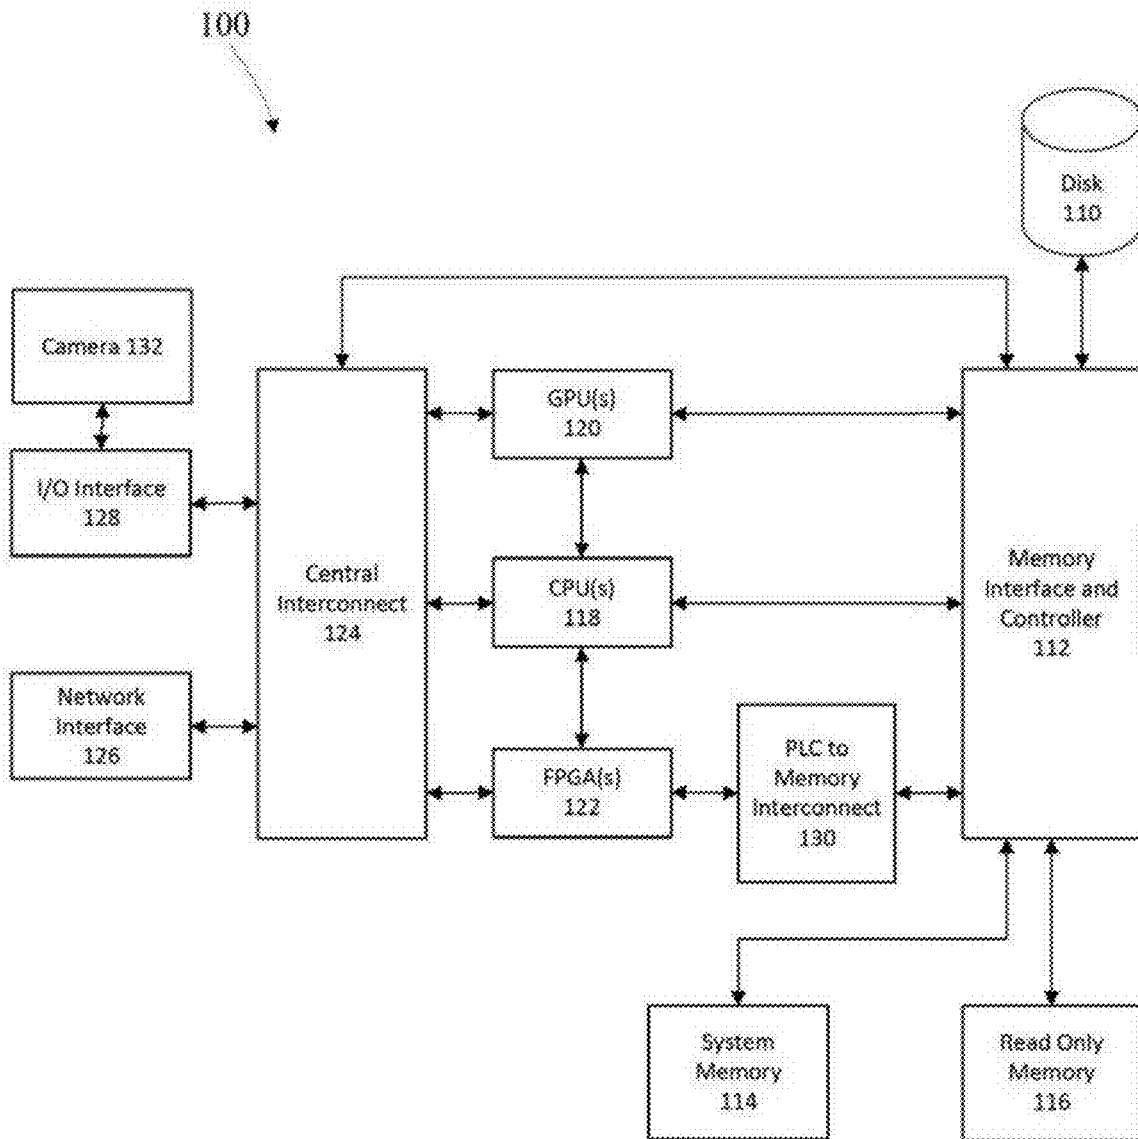 100
Disk
110
Camera 132
I/O Interface
128
Network
Interface
126
Central
Interconnect
124
GPU(s)
120
CPU(s)
118
FPGA(s)
122
PLC to
Memory
Interconnect
130
Memory
Interface and
Controller
112
System
Memory
114
Read Only
Memory
116